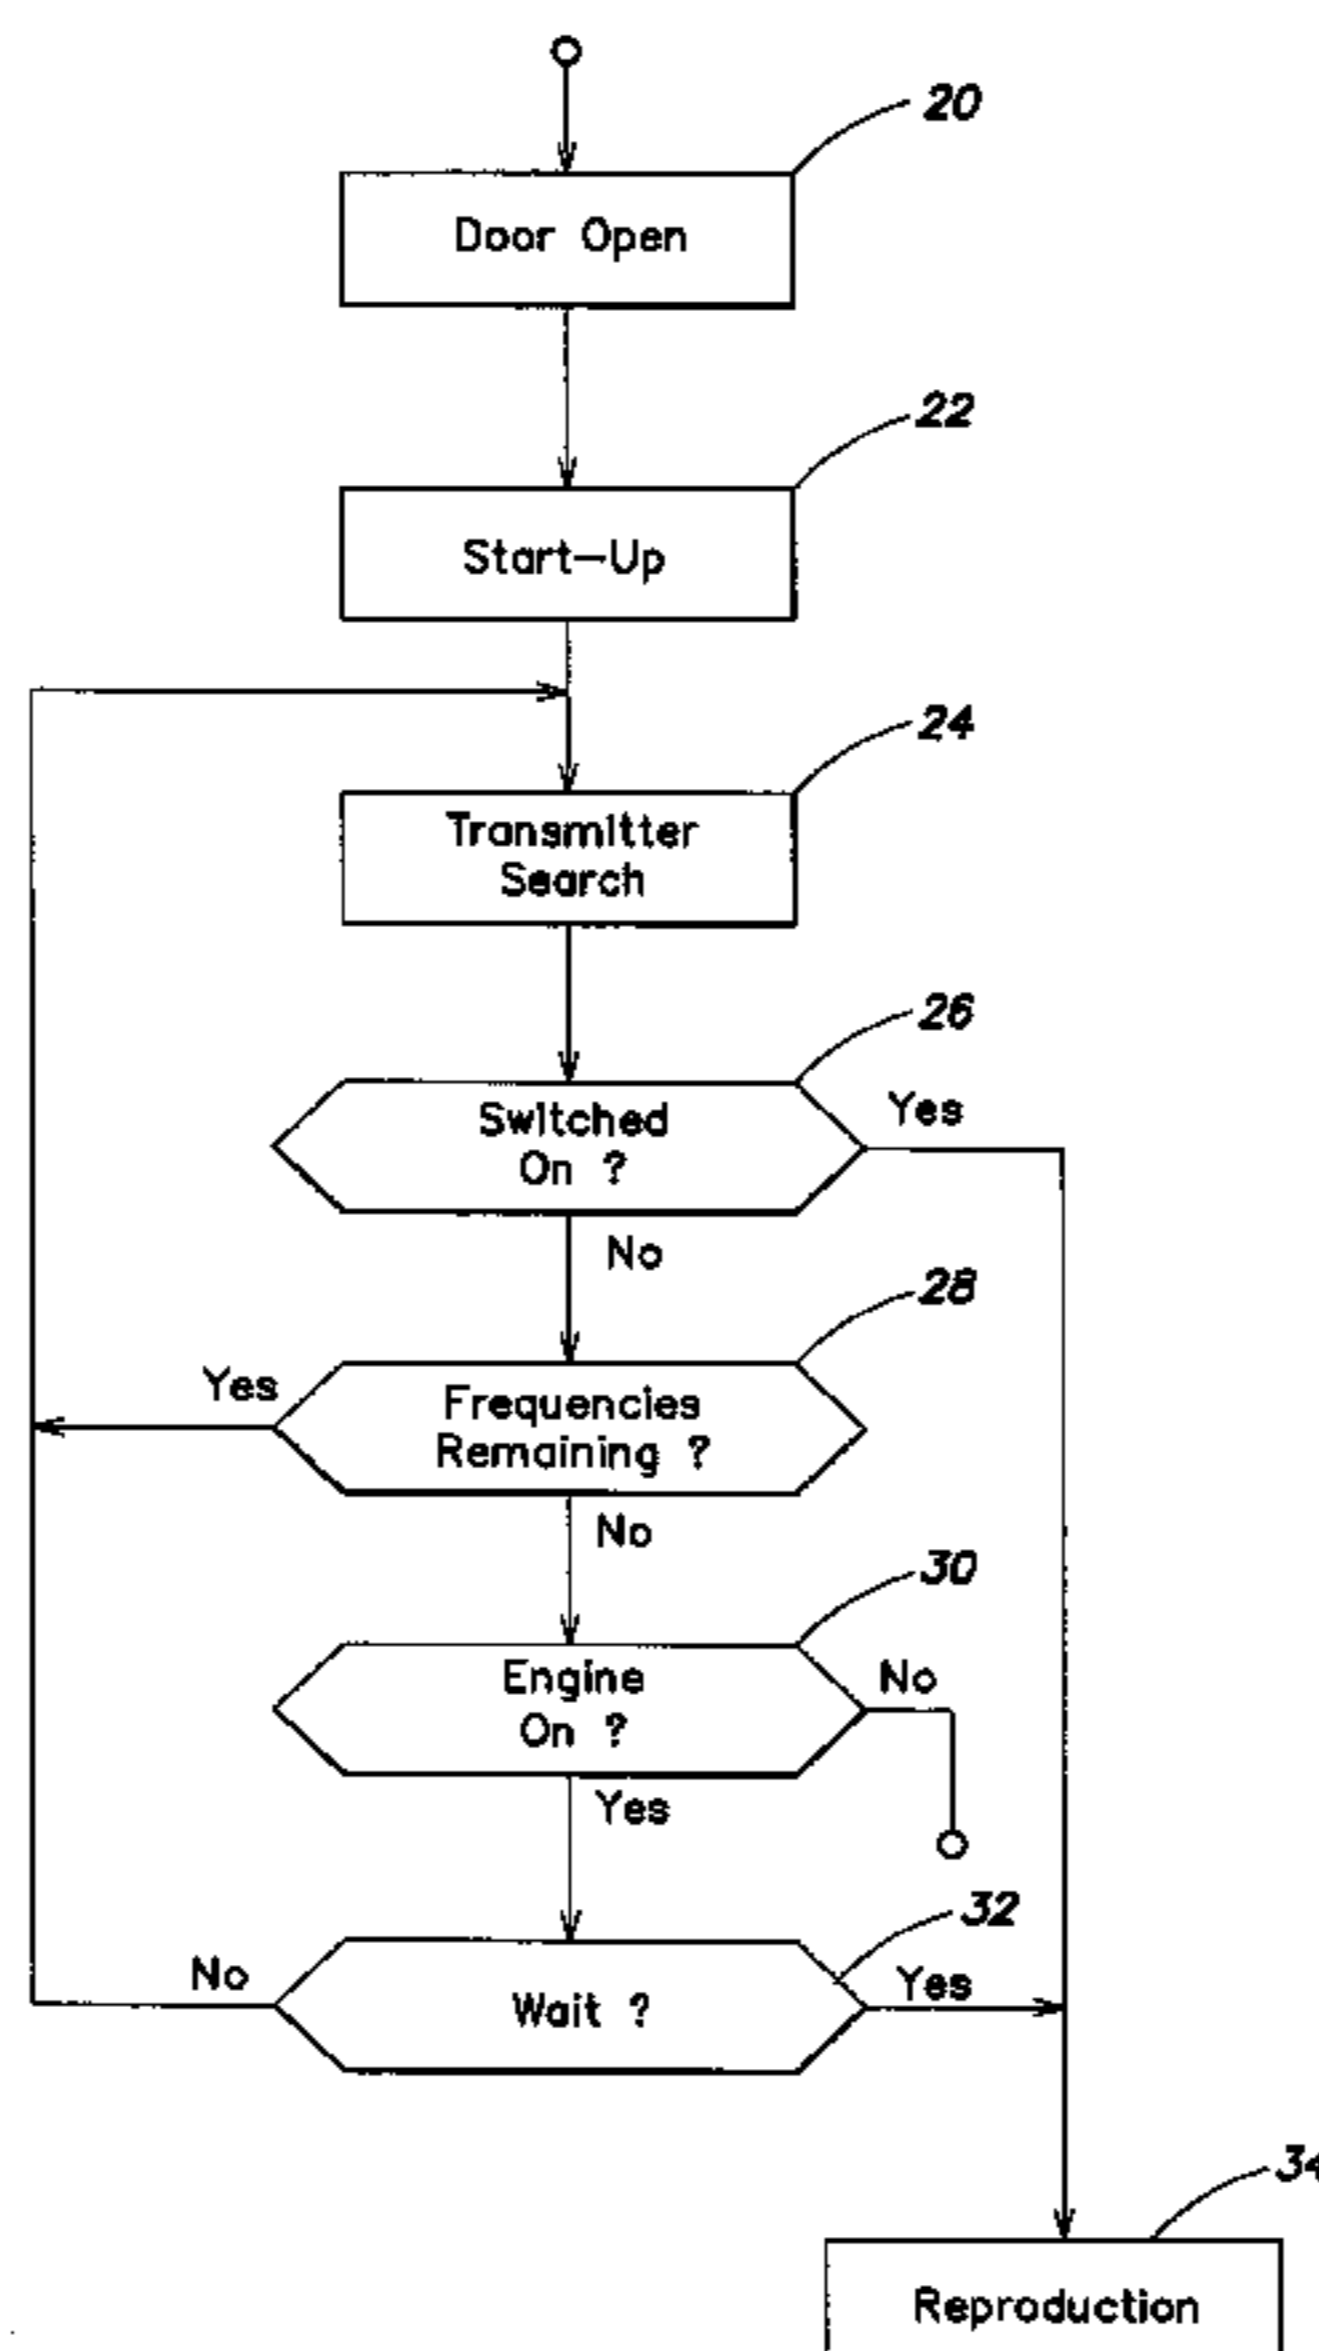 20
Door Open
22
Start-Up
24
Transmitter
Search
26
Switched
On ?
Yes
No
28
Yes
Frequencies
Remaining ?
No
30
Engine
On ?
No
Yes
32
No
Wait ?
Yes
34
Reproduction